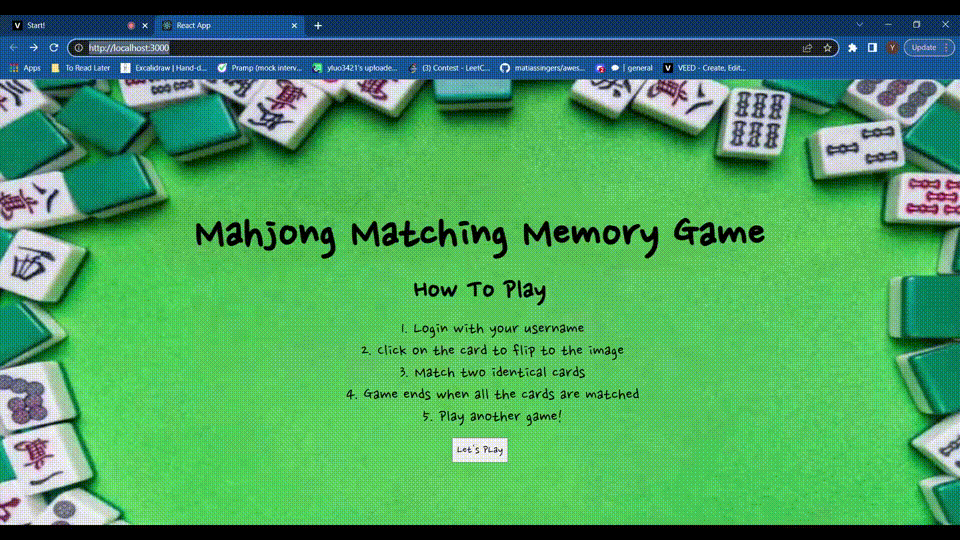 V Start!
React App
http://localhost:3000
Y
Update
Apps
To Read Later
Excalidraw | Hand-d...
Pramp (mock interv...
yluo3421's uploade...
(3) Contest - LeetC...
matiassingers/awes...
| general
V VEED - Create, Edit...
Mahjong Matching Memory Game
How To Play
1. Login with your username
2. Click on the card to flip to the image
3. Match two identical cards
4. Game ends when all the cards are matched
5. Play another game!
Let's PLay